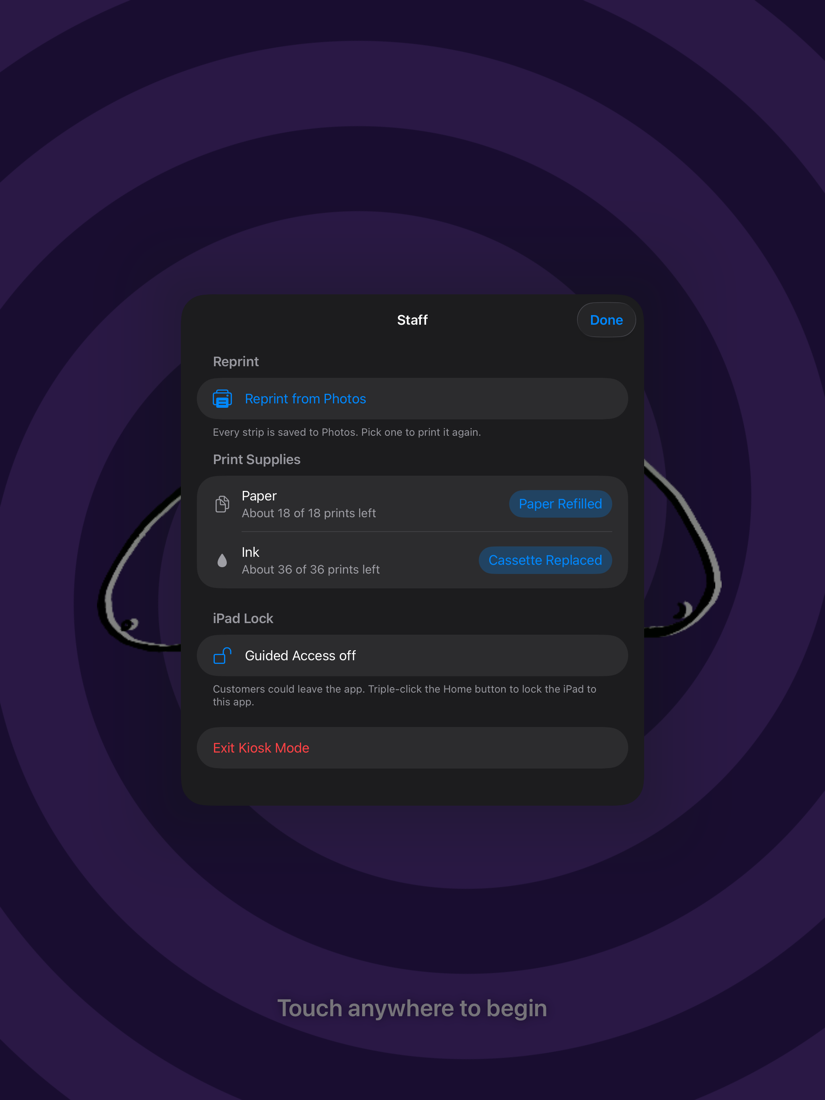 Staff
Done
Reprint
Reprint from Photos
Every strip is saved to Photos. Pick one to print it again.
Print Supplies
Paper
About 18 of 18 prints left
Paper Refilled
Ink
About 36 of 36 prints left
Cassette Replaced
iPad Lock
Guided Access off
Customers could leave the app. Triple-click the Home button to lock the iPad to
this app.
Exit Kiosk Mode
Touch anywhere to begin